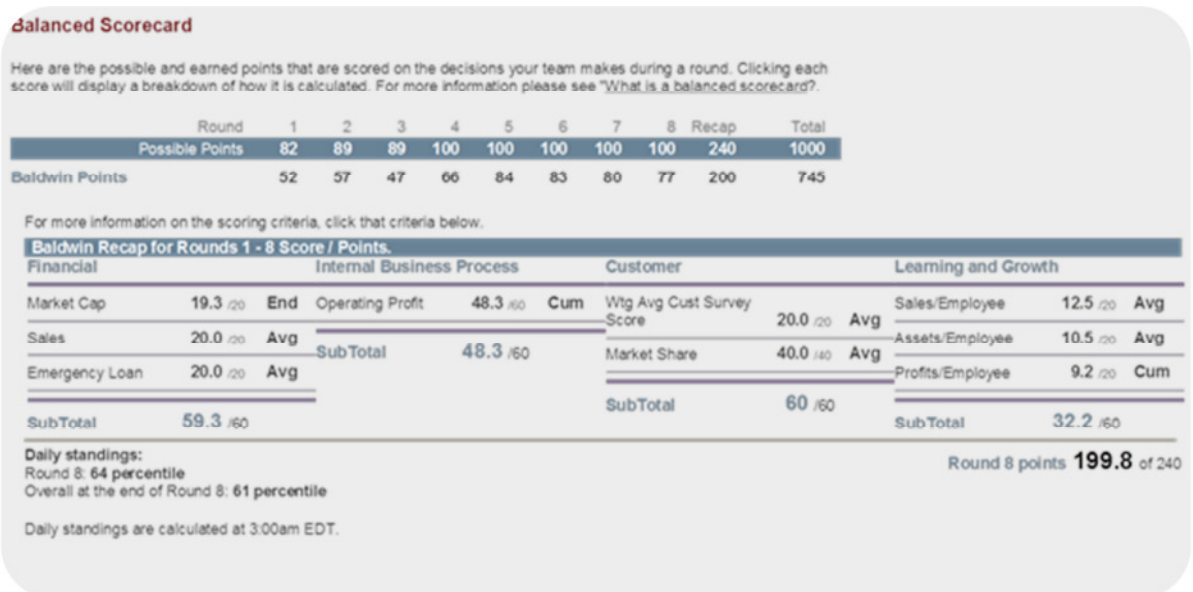 Balanced Scorecard
Here are the possible and earned points that are scored on the decisions your team makes during a round. Clicking each
score will display a breakdown of how it is calculated. For more information please see "What is a balanced scorecard?.
Round 1 2 3 4 5 6 7 8 Recap Total
Possible Points 82 89 89 100 100 100 100 100 240 1000
Baldwin Points 52 57 47 66 84 83 80 77 200 745
For more information on the scoring criteria, click that criteria below.
Baldwin Recap for Rounds 1 - 8 Score / Points.
Financial Internal Business Process Customer Learning and Growth
Market Cap 19.3 /20 End Operating Profit 48.3 /60 Cum Wtg Avg Cust Survey Score 20.0 /20 Avg Sales/Employee 12.5 /20 Avg
Sales 20.0 /20 Avg SubTotal 48.3 /60 Market Share 40.0 /40 Avg Assets/Employee 10.5 /20 Avg
Emergency Loan 20.0 /20 Avg Profits/Employee 9.2 /20 Cum
SubTotal 59.3 /60 SubTotal 60 /60 SubTotal 32.2 /60
Daily standings:
Round 8: 64 percentile
Overall at the end of Round 8: 61 percentile
Round 8 points 199.8 of 240
Daily standings are calculated at 3:00am EDT.